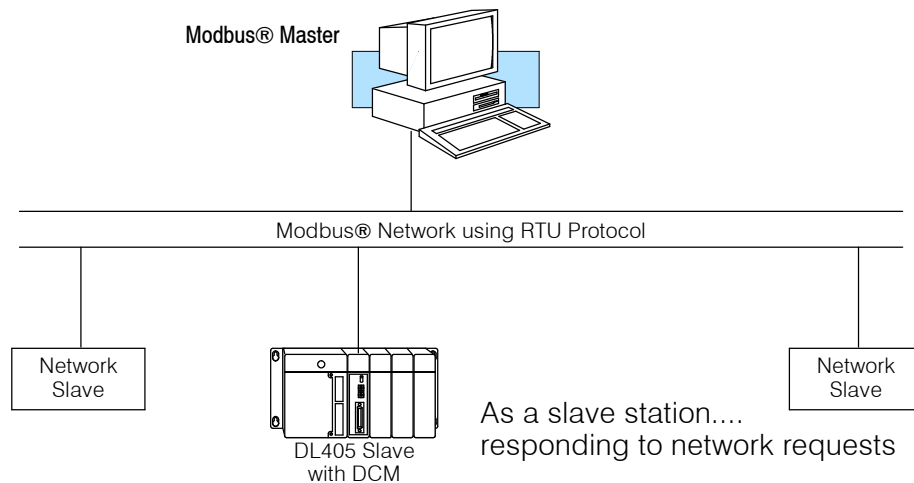 Modbus® Master
Modbus® Network using RTU Protocol
Network
Slave
DL405 Slave
with DCM
As a slave station....
responding to network requests
Network
Slave